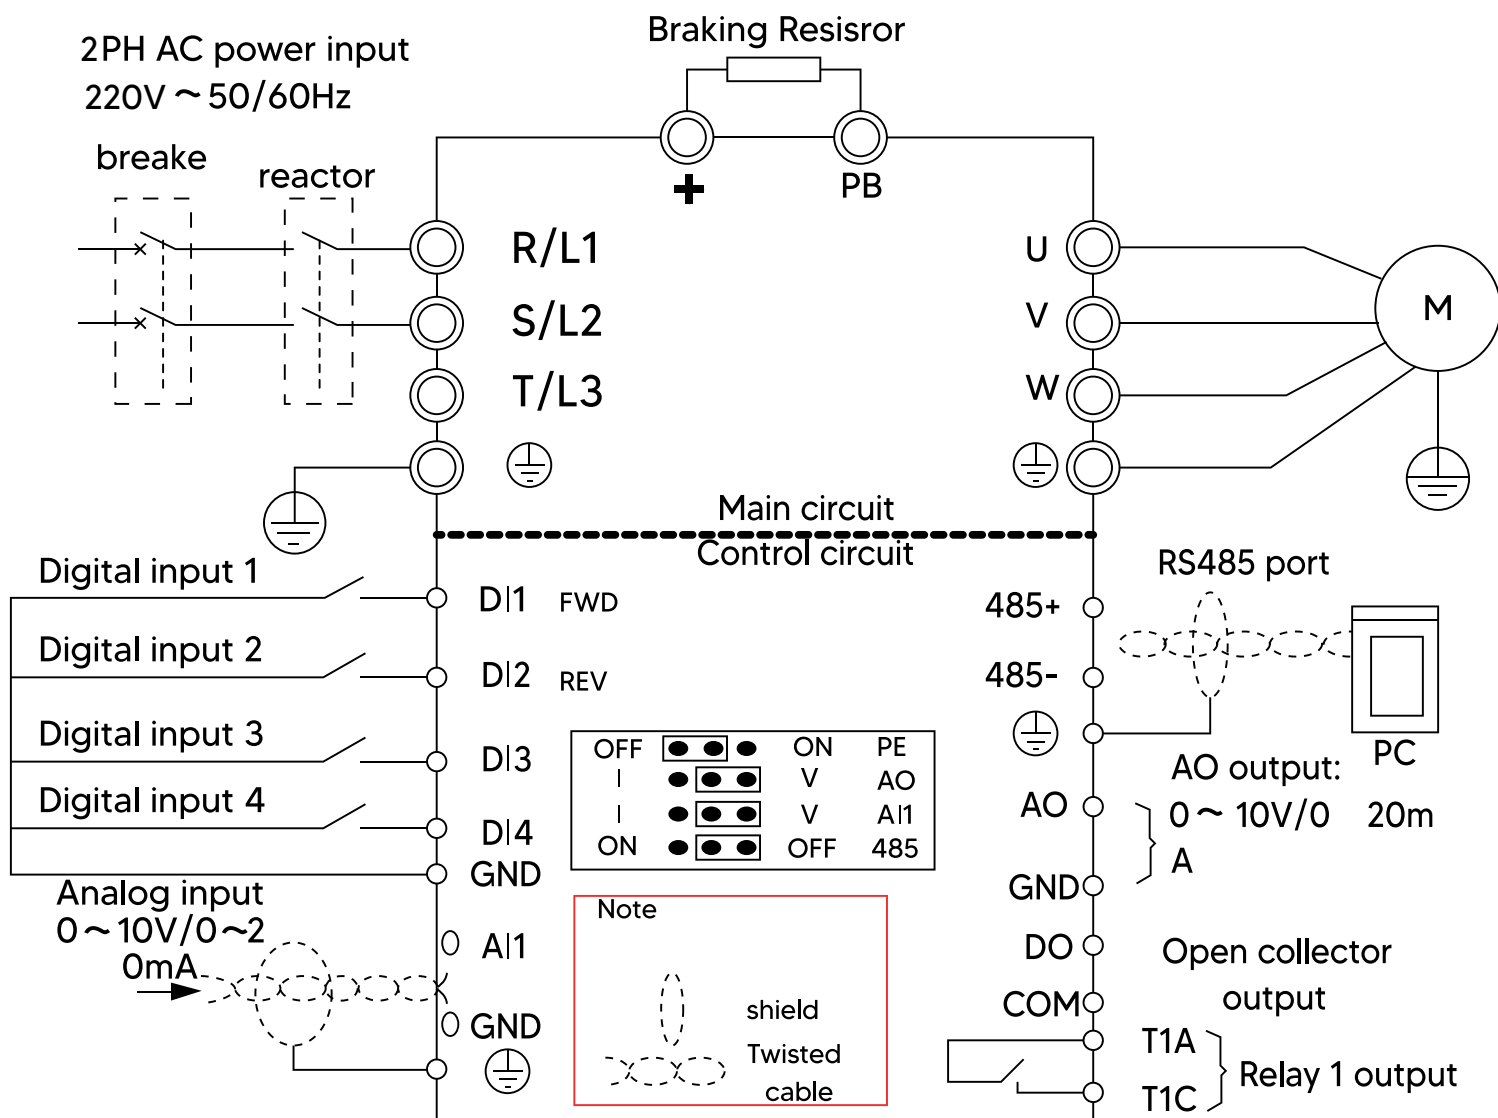 Braking Resisror
2PH AC power input
220V ~ 50/60Hz
breake
reactor
+
PB
R/L1
S/L2
T/L3
U
V
W
M
Main circuit
Control circuit
Digital input 1
Digital input 2
Digital input 3
Digital input 4
DI1 FWD
DI2 REV
DI3
DI4
GND
Analog input
0~10V/0~2
0mA
AI1
GND
OFF ON PE
I V AO
I V AI1
ON OFF 485
Note
shield
Twisted
cable
RS485 port
485+
485-
PC
AO output:
0~10V/0 20m
A
AO
GND
DO
COM
Open collector
output
T1A
T1C
Relay 1 output